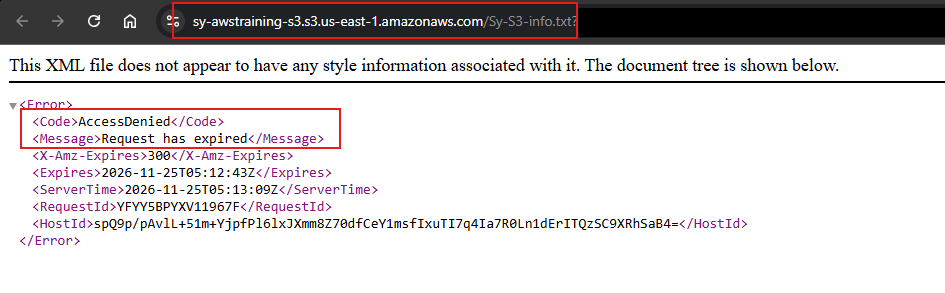 sy-awstraining-s3.s3.us-east-1.amazonaws.com/Sy-S3-info.txt?
This XML file does not appear to have any style information associated with it. The document tree is shown below.
<Error>
<Code>AccessDenied</Code>
<Message>Request has expired</Message>
<X-Amz-Expires>300</X-Amz-Expires>
<Expires>2026-11-25T05:12:43Z</Expires>
<ServerTime>2026-11-25T05:13:09Z</ServerTime>
<RequestId>YFYY5BPYXV11967F</RequestId>
<HostId>spQ9p/pAvlL+51m+YjpfPl6lxJXmm8Z70dfCeY1msfIxuTI7q4Ia7R0Ln1dErITQzSC9XRhSaB4=</HostId>
</Error>